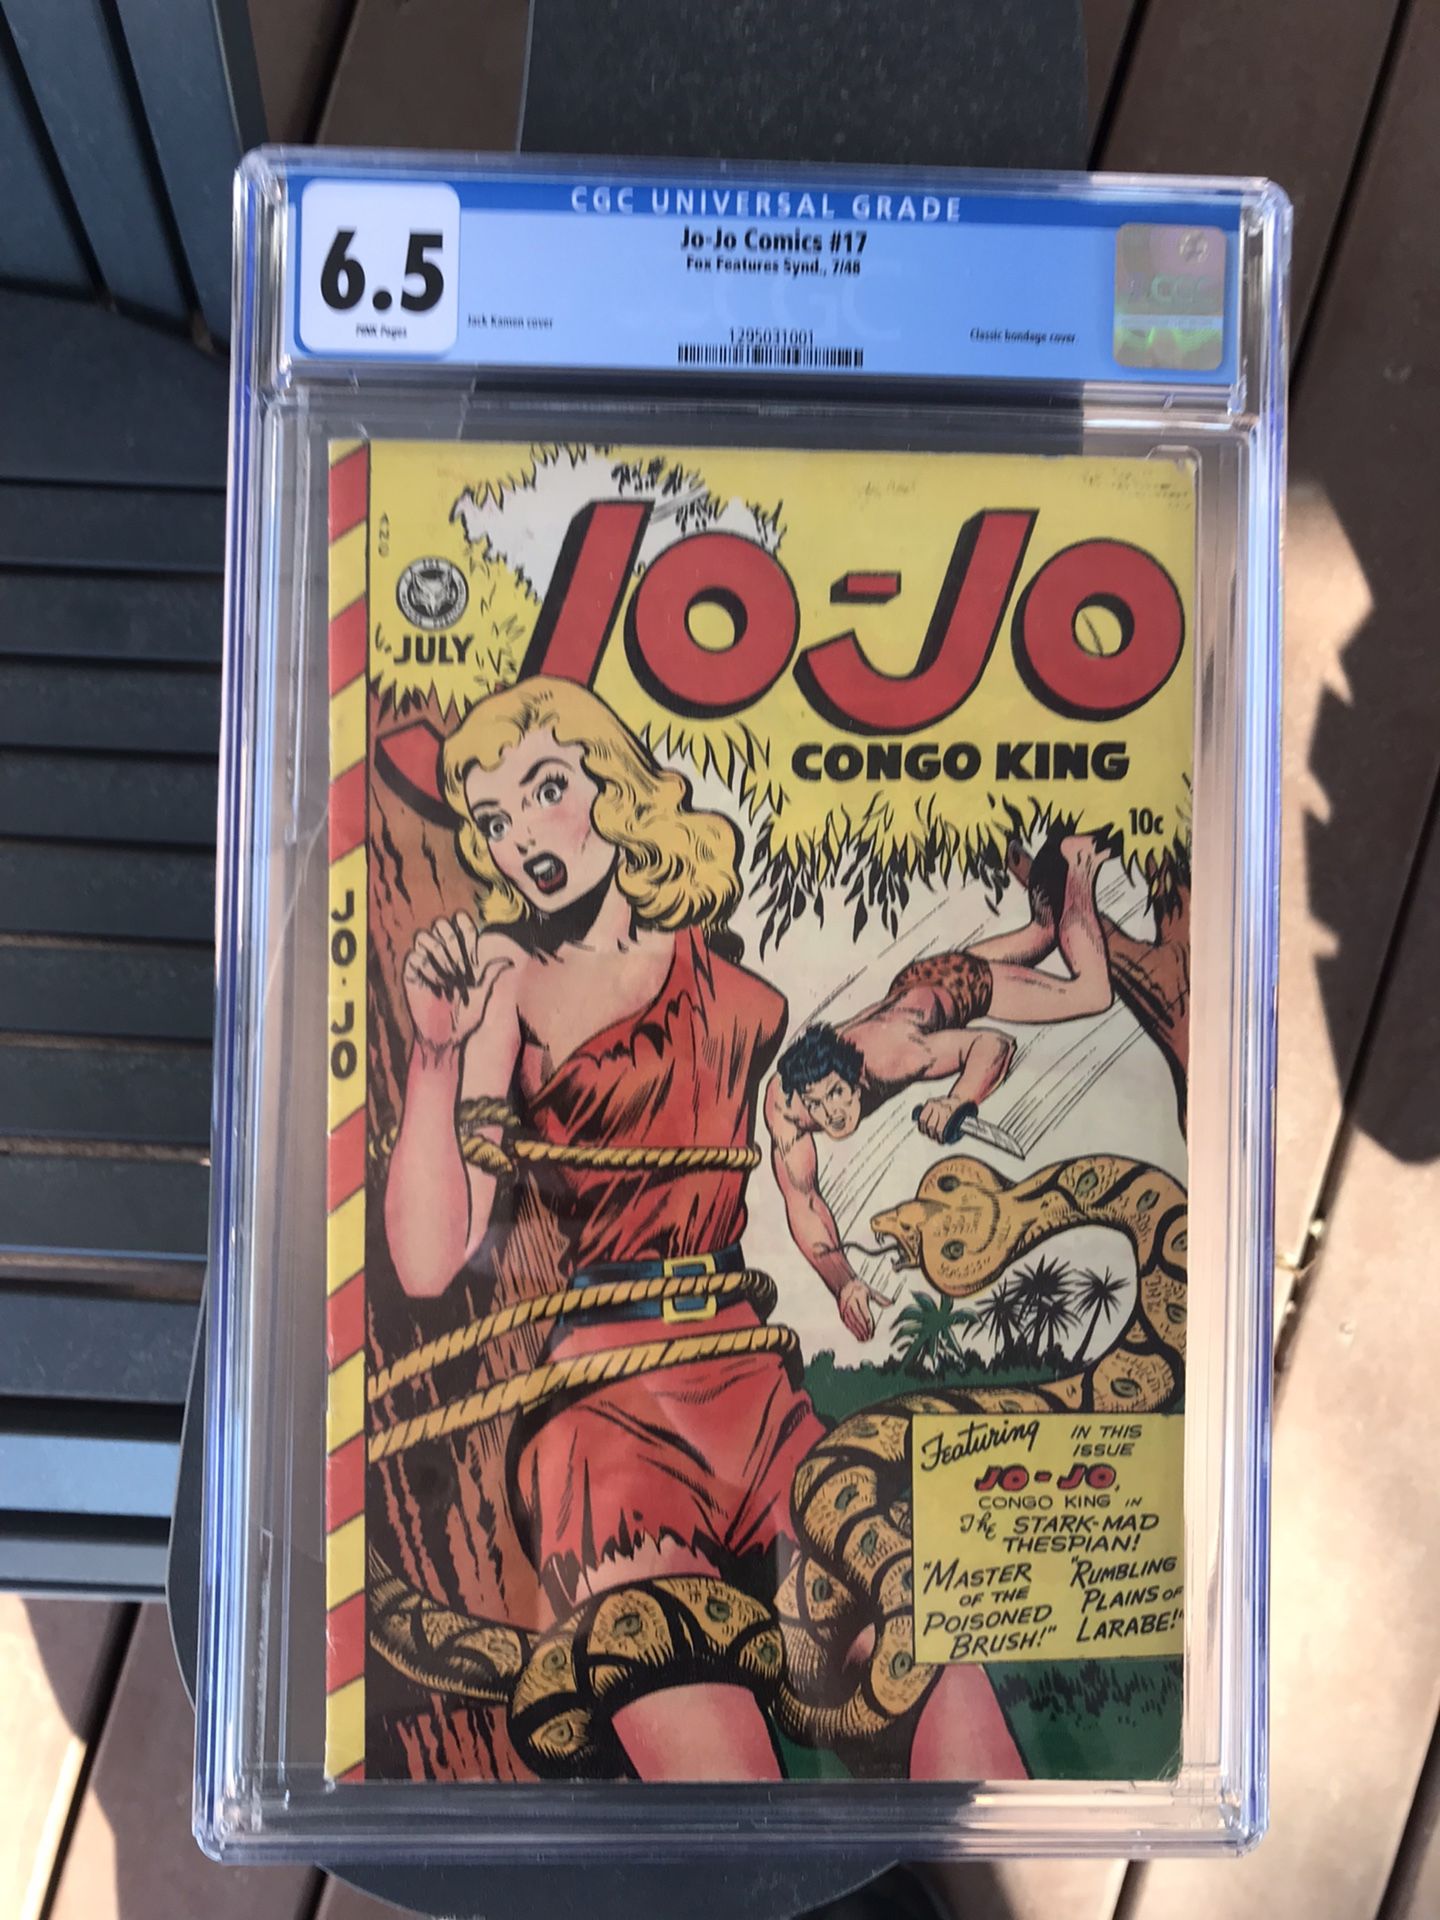 CGC UNIVERSAL GRADE
6.5
Pages
Jo-Jo Comics #17
Fox Features Synd., 7/48
Jack Kamen cover
1295031001
Classic bondage cover
JULY
JO-JO
CONGO KING
10c
JO-JO
Featuring IN THIS
ISSUE
JO-JO,
CONGO KING IN
The STARK-MAD
THESPIAN!
"MASTER
OF THE
POISONED
BRUSH!"
"RUMBLING
PLAINS OF
LARABE!"